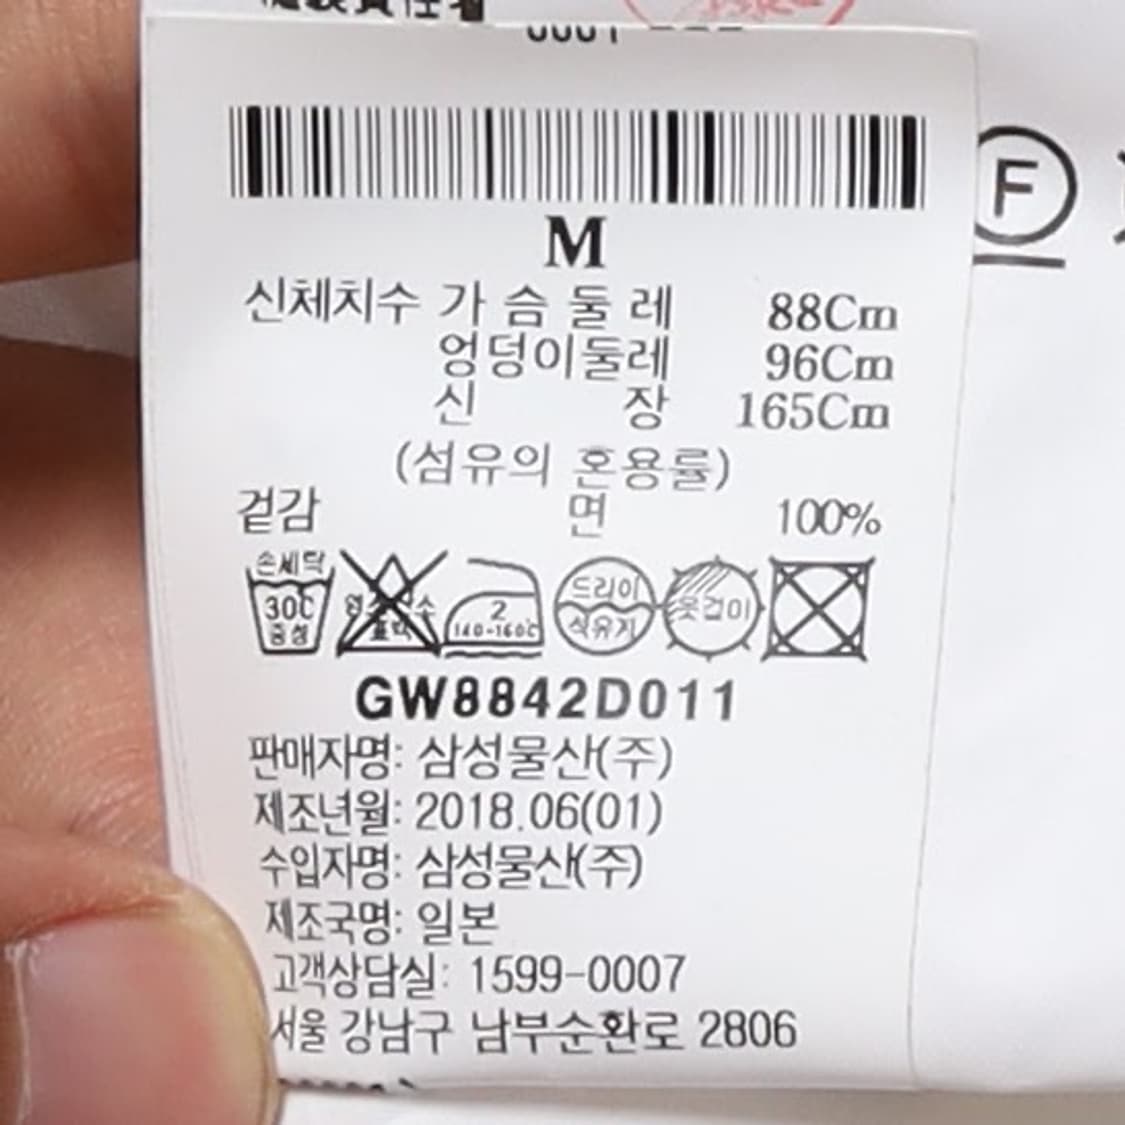 M
신체치수 가 슴 둘 레 88Cm
엉덩이둘레 96Cm
신 장 165Cm
(섬유의 혼용률)
겉감 면 100%
손세탁 30C 중성
염소 표백
2 140-160C
드라이 석유계
옷걸이
F
GW8842D011
판매자명: 삼성물산(주)
제조년월: 2018.06(01)
수입자명: 삼성물산(주)
제조국명: 일본
고객상담실: 1599-0007
서울 강남구 남부순환로 2806